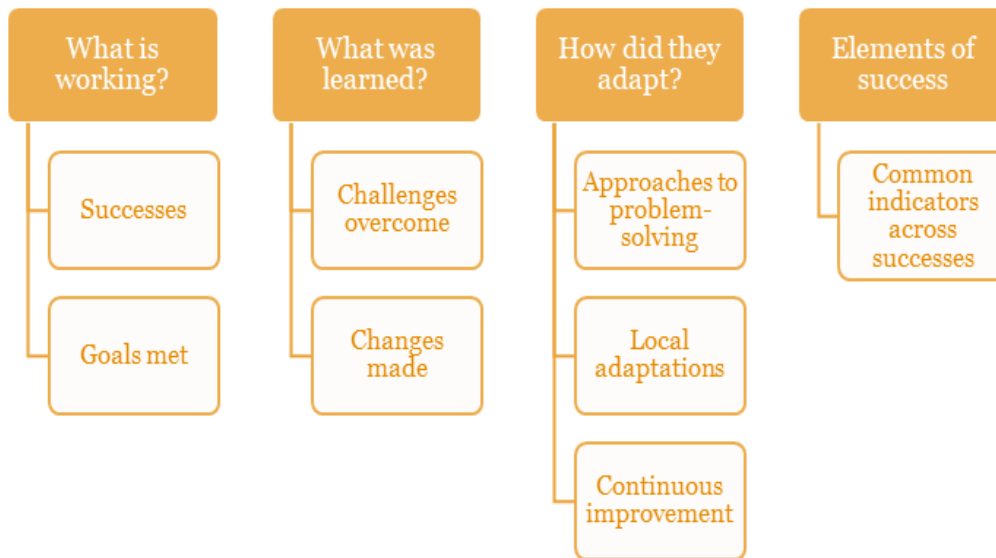 What is
working?
Successes
Goals met
What was
learned?
Challenges
overcome
Changes
made
How did they
adapt?
Approaches to
problem-
solving
Local
adaptations
Continuous
improvement
Elements of
success
Common
indicators
across
successes